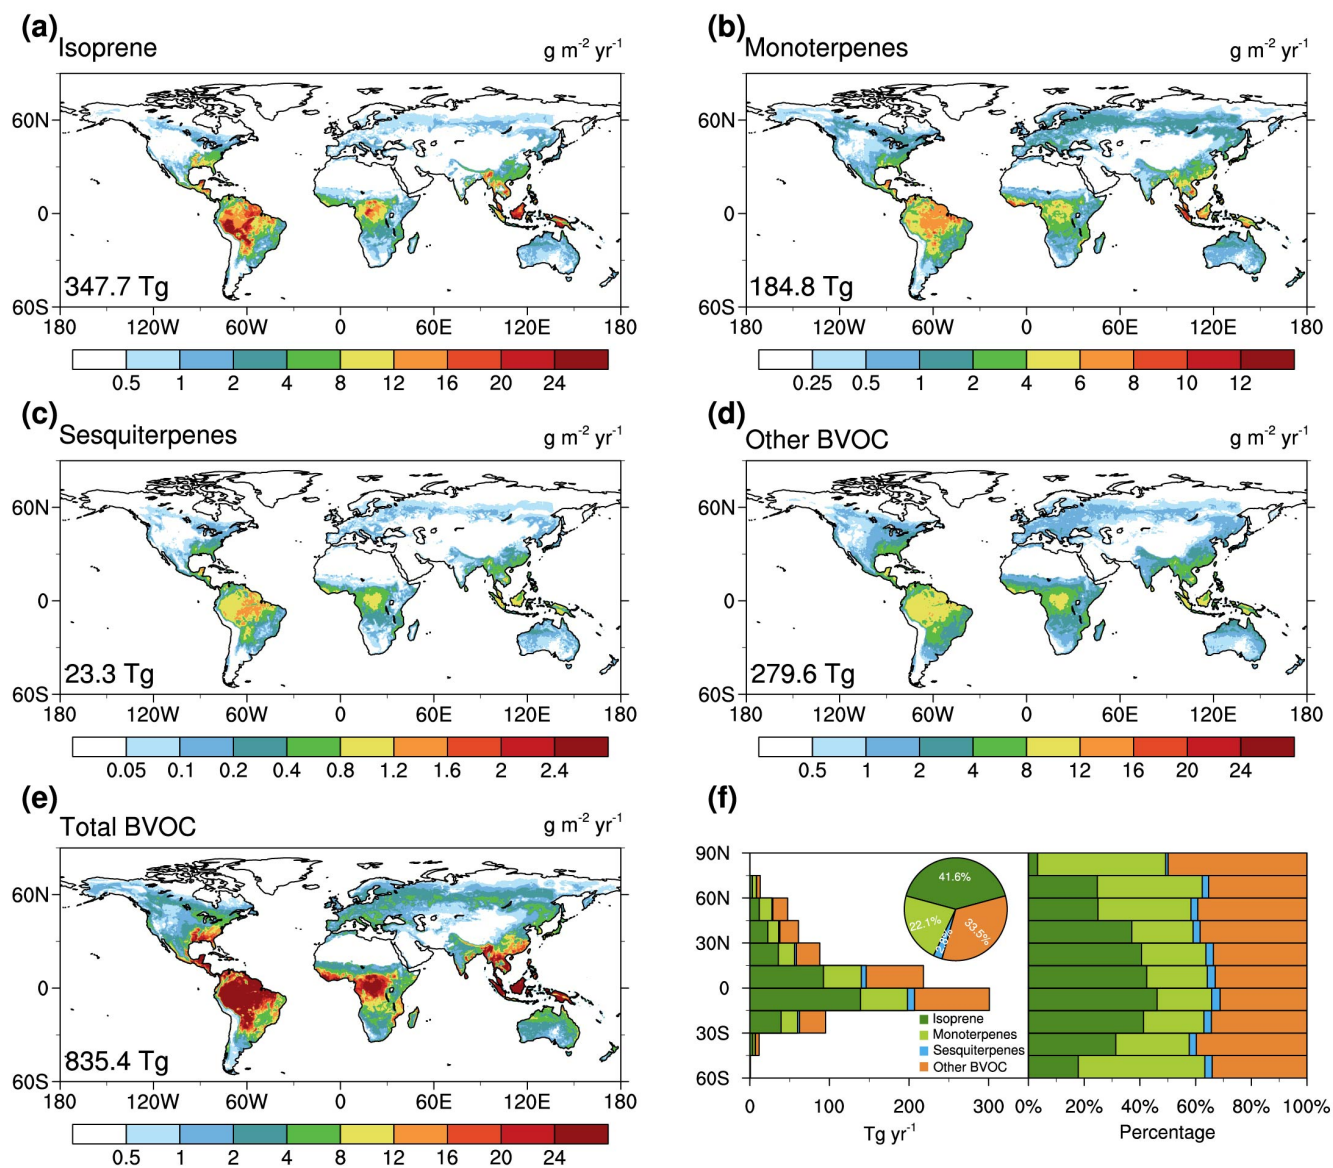 (a)
Isoprene
g m-2 yr-1
60N
0
60S
347.7 Tg
180 120W 60W 0 60E 120E 180
0.5 1 2 4 8 12 16 20 24
(b)
Monoterpenes
g m-2 yr-1
60N
0
60S
184.8 Tg
180 120W 60W 0 60E 120E 180
0.25 0.5 1 2 4 6 8 10 12
(c)
Sesquiterpenes
g m-2 yr-1
60N
0
60S
23.3 Tg
180 120W 60W 0 60E 120E 180
0.05 0.1 0.2 0.4 0.8 1.2 1.6 2 2.4
(d)
Other BVOC
g m-2 yr-1
60N
0
60S
279.6 Tg
180 120W 60W 0 60E 120E 180
0.5 1 2 4 8 12 16 20 24
(e)
Total BVOC
g m-2 yr-1
60N
0
60S
835.4 Tg
180 120W 60W 0 60E 120E 180
0.5 1 2 4 8 12 16 20 24
(f)
90N
60N
30N
0
30S
60S
41.6%
22.1%
33.5%
Isoprene
Monoterpenes
Sesquiterpenes
Other BVOC
0 100 200 300
Tg yr-1
0% 20% 40% 60% 80% 100%
Percentage